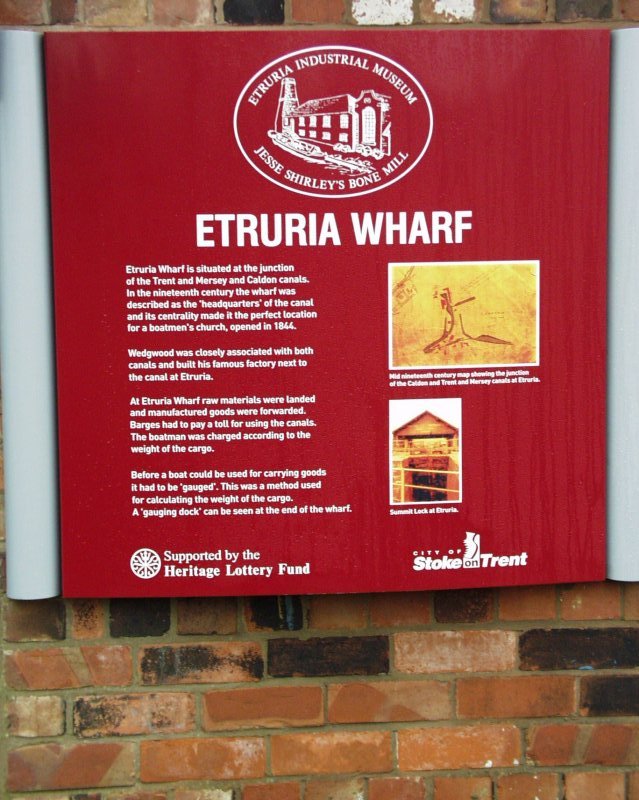 ETRURIA INDUSTRIAL MUSEUM
JESSE SHIRLEY'S BONE MILL
ETRURIA WHARF
Etruria Wharf is situated at the junction
of the Trent and Mersey and Caldon canals.
In the nineteenth century the wharf was
described as the 'headquarters' of the canal
and its centrality made it the perfect location
for a boatmen's church, opened in 1844.
Wedgwood was closely associated with both
canals and built his famous factory next to
the canal at Etruria.
At Etruria Wharf raw materials were landed
and manufactured goods were forwarded.
Barges had to pay a toll for using the canals.
The boatman was charged according to the
weight of the cargo.
Before a boat could be used for carrying goods
it had to be 'gauged'. This was a method used
for calculating the weight of the cargo.
A 'gauging dock' can be seen at the end of the wharf.
Mid nineteenth century map showing the junction
of the Caldon and Trent and Mersey canals at Etruria.
Summit Lock at Etruria.
Supported by the
Heritage Lottery Fund
CITY OF
Stoke on Trent